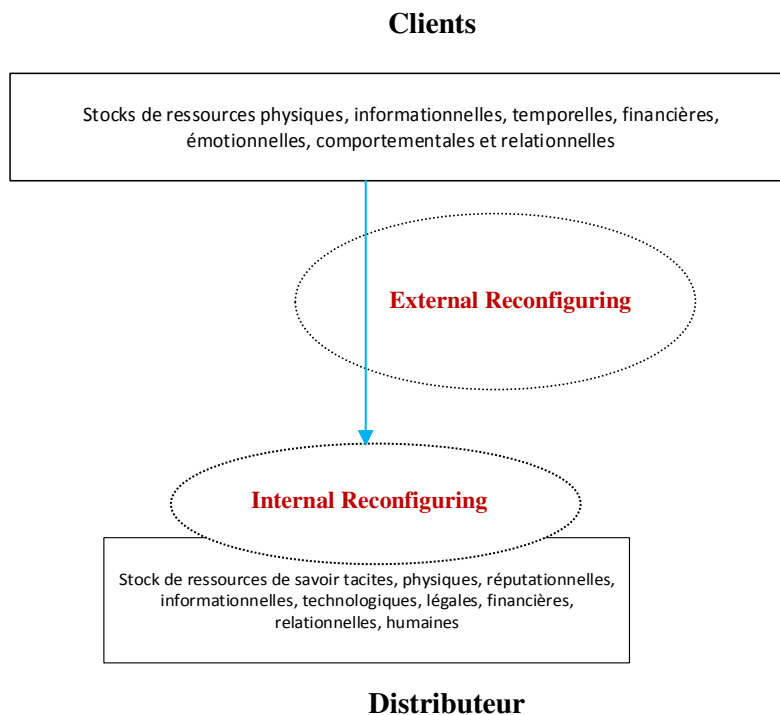 Clients
Stocks de ressources physiques, informationnelles, temporelles, financières,
émotionnelles, comportementales et relationnelles
External Reconfiguring
Internal Reconfiguring
Stock de ressources de savoir tacites, physiques, réputationnelles,
informationnelles, technologiques, légales, financières,
relationnelles, humaines
Distributeur